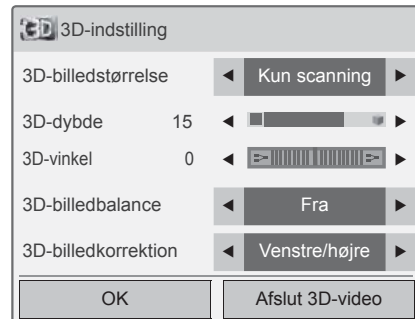 3D 3D-indstilling
3D-billedstørrelse Kun scanning
3D-dybde 15
3D-vinkel 0
3D-billedbalance Fra
3D-billedkorrektion Venstre/højre
OK Afslut 3D-video